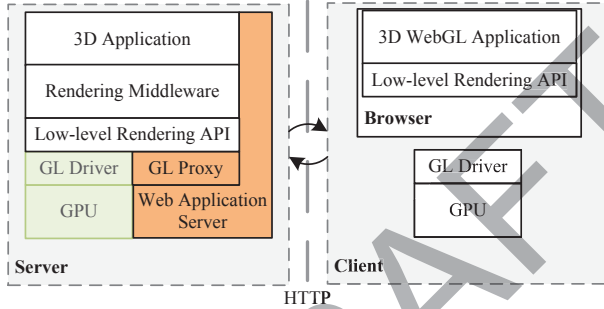 3D Application
Rendering Middleware
Low-level Rendering API
GL Driver
GL Proxy
GPU
Web Application
Server
Server
HTTP
3D WebGL Application
Low-level Rendering API
Browser
GL Driver
GPU
Client
DRAFT